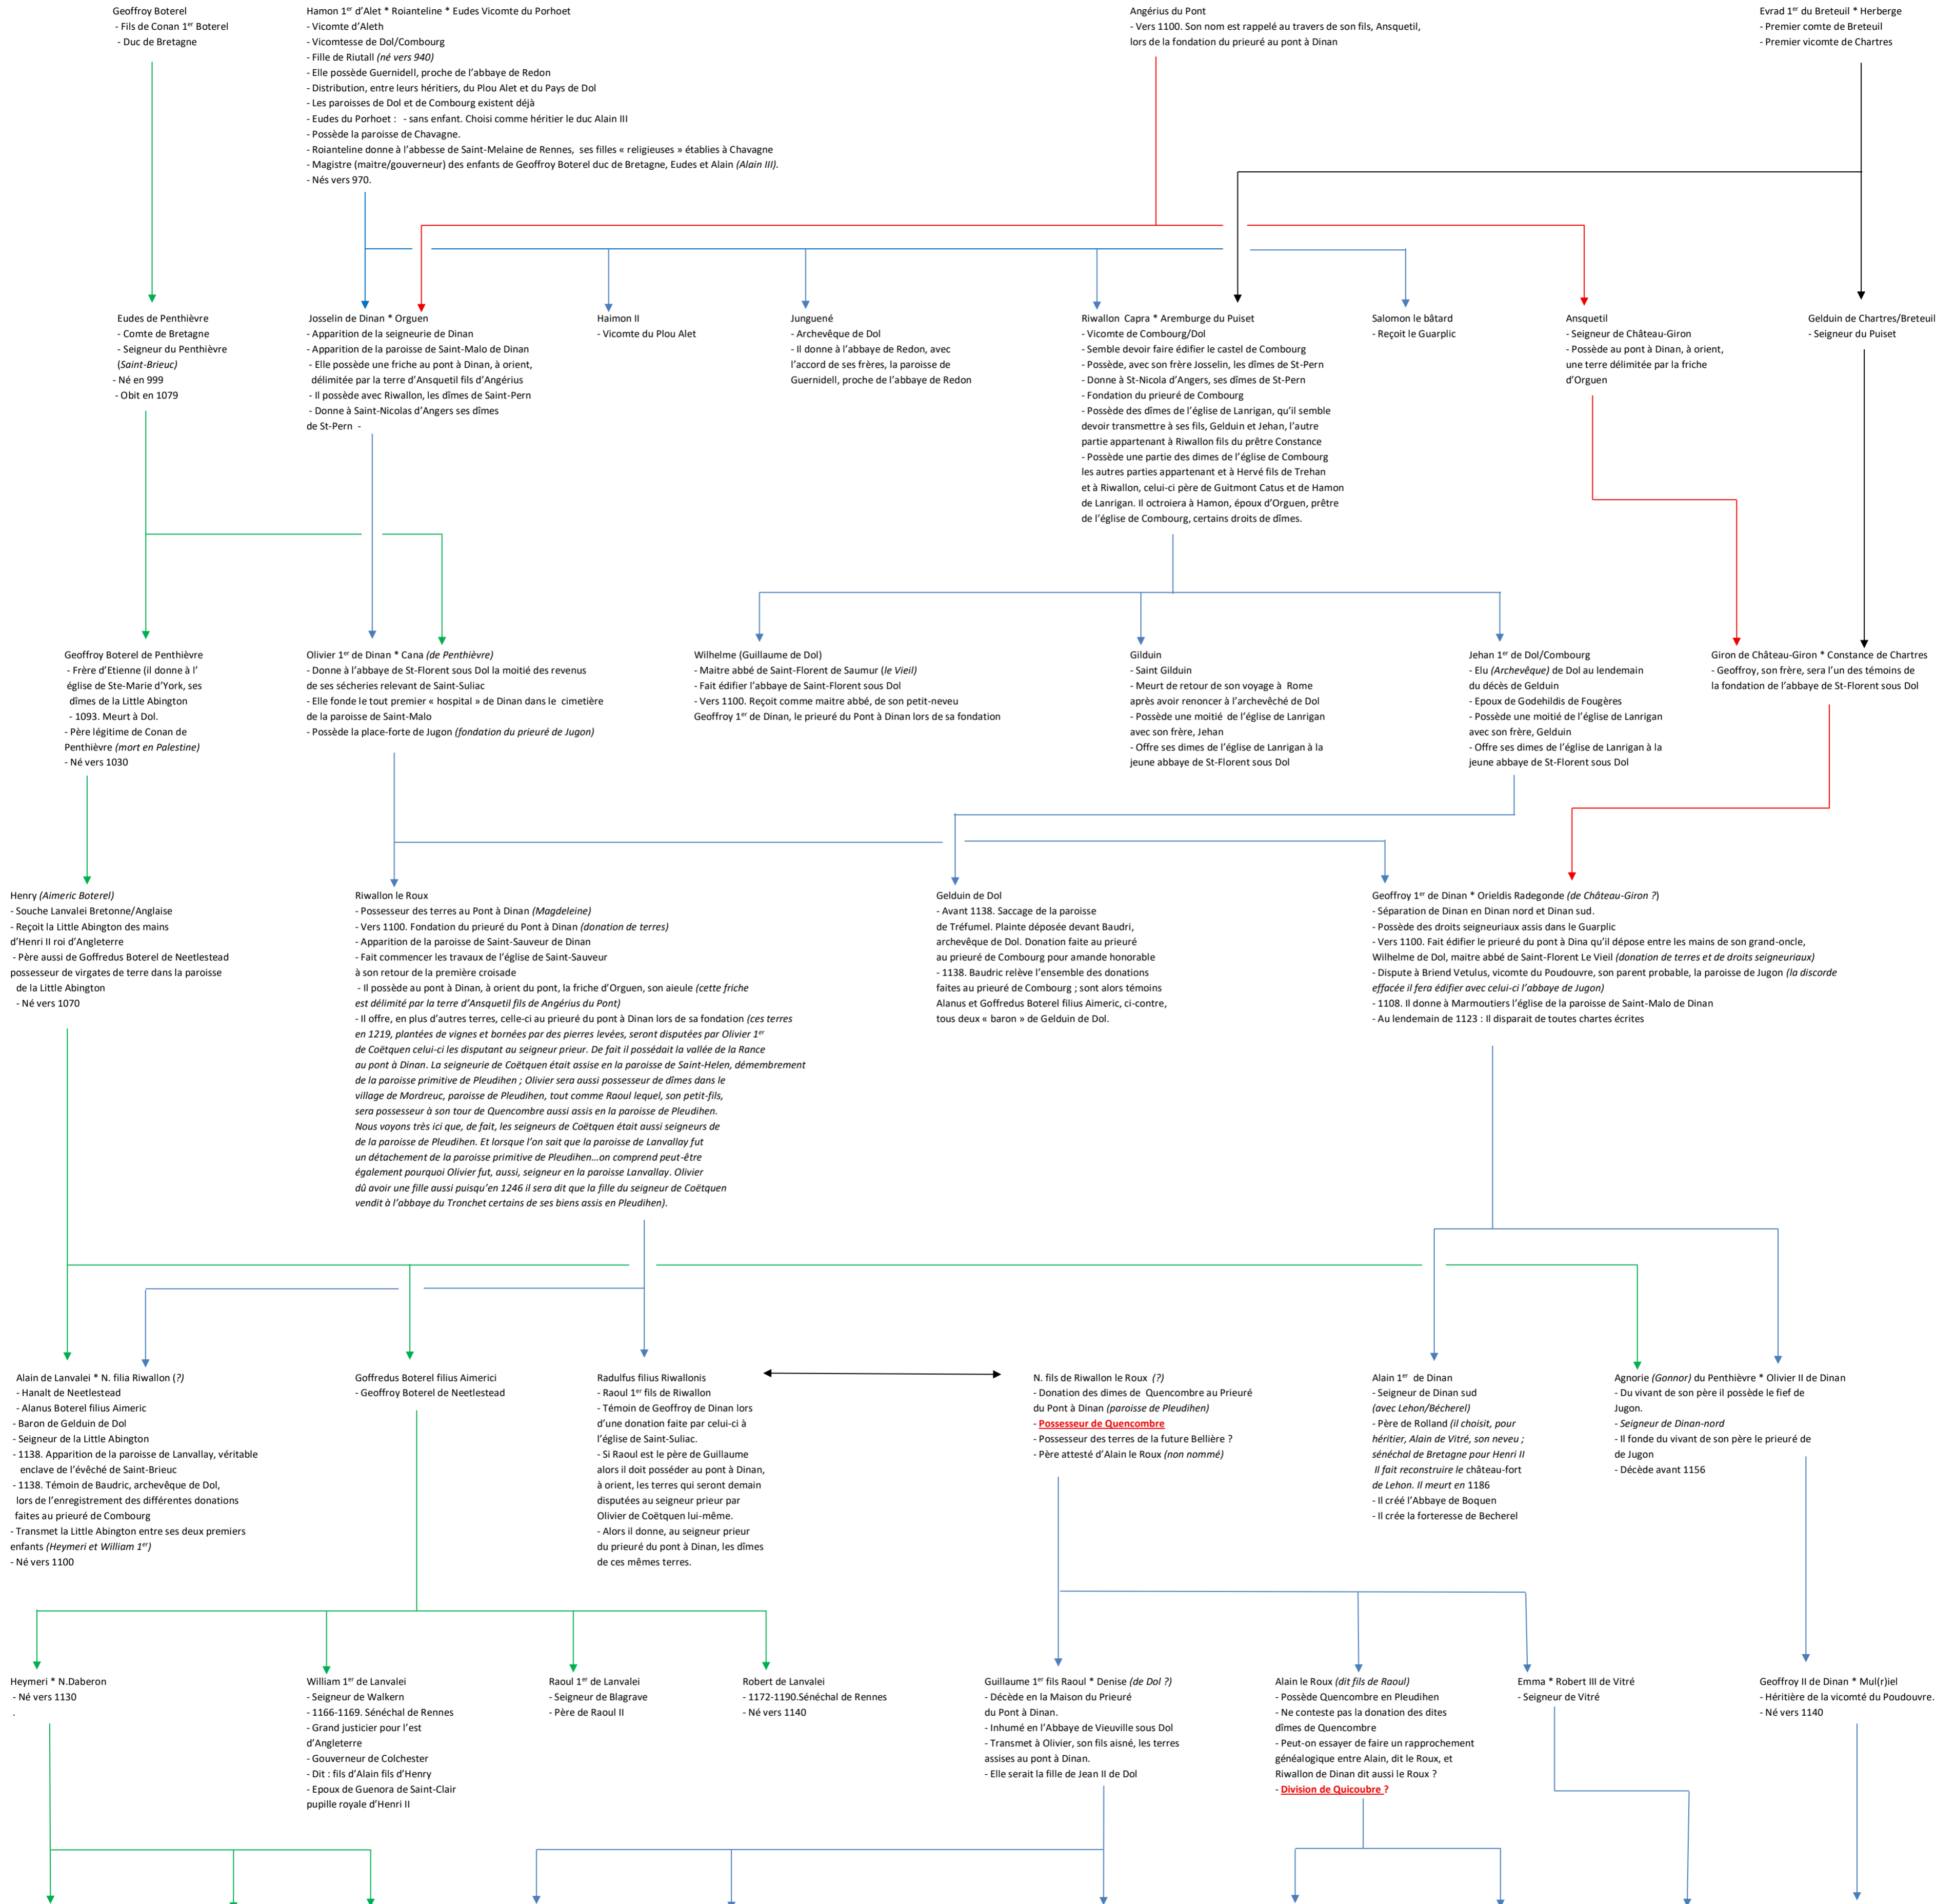 Geoffroy Boterel
- Fils de Conan 1er Boterel
- Duc de Bretagne
Hamon 1er d'Alet * Roianteline * Eudes Vicomte du Porhoet
- Vicomte d'Aleth
- Vicomtesse de Dol/Combourg
- Fille de Riutall (né vers 940)
- Elle possède Guernidell, proche de l'abbaye de Redon
- Distribution, entre leurs héritiers, du Plou Alet et du Pays de Dol
- Les paroisses de Dol et de Combourg existent déjà
- Eudes du Porhoet : - sans enfant. Choisi comme héritier le duc Alain III
- Possède la paroisse de Chavagne.
- Roianteline donne à l'abbesse de Saint-Melaine de Rennes, ses filles « religieuses » établies à Chavagne
- Magistre (maitre/gouverneur) des enfants de Geoffroy Boterel duc de Bretagne, Eudes et Alain (Alain III).
- Nés vers 970.
Angérius du Pont
- Vers 1100. Son nom est rappelé au travers de son fils, Ansquetil,
lors de la fondation du prieuré au pont à Dinan
Evrad 1er du Breteuil * Herberge
- Premier comte de Breteuil
- Premier vicomte de Chartres
Eudes de Penthièvre
- Comte de Bretagne
- Seigneur du Penthièvre
(Saint-Brieuc)
- Né en 999
- Obit en 1079
Josselin de Dinan * Orguen
- Apparition de la seigneurie de Dinan
- Apparition de la paroisse de Saint-Malo de Dinan
- Elle possède une friche au pont à Dinan, à orient,
délimitée par la terre d'Ansquetil fils d'Angérius
- Il possède avec Riwallon, les dîmes de Saint-Pern
- Donne à Saint-Nicolas d'Angers ses dîmes
de St-Pern -
Haimon II
- Vicomte du Plou Alet
Junguené
- Archevêque de Dol
- Il donne à l'abbaye de Redon, avec
l'accord de ses frères, la paroisse de
Guernidell, proche de l'abbaye de Redon
Riwallon Capra * Aremburge du Puiset
- Vicomte de Combourg/Dol
- Semble devoir faire édifier le castel de Combourg
- Possède, avec son frère Josselin, les dîmes de St-Pern
- Donne à St-Nicola d'Angers, ses dîmes de St-Pern
- Fondation du prieuré de Combourg
- Possède des dîmes de l'église de Lanrigan, qu'il semble
devoir transmettre à ses fils, Gelduin et Jehan, l'autre
partie appartenant à Riwallon fils du prêtre Constance
- Possède une partie des dimes de l'église de Combourg
les autres parties appartenant et à Hervé fils de Trehan
et à Riwallon, celui-ci père de Guitmont Catus et de Hamon
de Lanrigan. Il octroiera à Hamon, époux d'Orguen, prêtre
de l'église de Combourg, certains droits de dîmes.
Salomon le bâtard
- Reçoit le Guarplic
Ansquetil
- Seigneur de Château-Giron
- Possède au pont à Dinan, à orient,
une terre délimitée par la friche
d'Orguen
Gelduin de Chartres/Breteuil
- Seigneur du Puiset
Geoffroy Boterel de Penthièvre
- Frère d'Etienne (il donne à l'
église de Ste-Marie d'York, ses
dîmes de la Little Abington
- 1093. Meurt à Dol.
- Père légitime de Conan de
Penthièvre (mort en Palestine)
- Né vers 1030
Olivier 1er de Dinan * Cana (de Penthièvre)
- Donne à l'abbaye de St-Florent sous Dol la moitié des revenus
de ses sécheries relevant de Saint-Suliac
- Elle fonde le tout premier « hospital » de Dinan dans le cimetière
de la paroisse de Saint-Malo
- Possède la place-forte de Jugon (fondation du prieuré de Jugon)
Wilhelme (Guillaume de Dol)
- Maitre abbé de Saint-Florent de Saumur (le Vieil)
- Fait édifier l'abbaye de Saint-Florent sous Dol
- Vers 1100. Reçoit comme maitre abbé, de son petit-neveu
Geoffroy 1er de Dinan, le prieuré du Pont à Dinan lors de sa fondation
Gilduin
- Saint Gilduin
- Meurt de retour de son voyage à Rome
après avoir renoncer à l'archevêché de Dol
- Possède une moitié de l'église de Lanrigan
avec son frère, Jehan
- Offre ses dimes de l'église de Lanrigan à la
jeune abbaye de St-Florent sous Dol
Jehan 1er de Dol/Combourg
- Elu (Archevêque) de Dol au lendemain
du décès de Gelduin
- Epoux de Godehildis de Fougères
- Possède une moitié de l'église de Lanrigan
avec son frère, Gelduin
- Offre ses dimes de l'église de Lanrigan à la
jeune abbaye de St-Florent sous Dol
Giron de Château-Giron * Constance de Chartres
- Geoffroy, son frère, sera l'un des témoins de
la fondation de l'abbaye de St-Florent sous Dol
Henry (Aimeric Boterel)
- Souche Lanvalei Bretonne/Anglaise
- Reçoit la Little Abington des mains
d'Henri II roi d'Angleterre
- Père aussi de Goffredus Boterel de Neetlestead
possesseur de virgates de terre dans la paroisse
de la Little Abington
- Né vers 1070
Riwallon le Roux
- Possesseur des terres au Pont à Dinan (Magdeleine)
- Vers 1100. Fondation du prieuré du Pont à Dinan (donation de terres)
- Apparition de la paroisse de Saint-Sauveur de Dinan
- Fait commencer les travaux de l'église de Saint-Sauveur
à son retour de la première croisade
- Il possède au pont à Dinan, à orient du pont, la friche d'Orguen, son aieule (cette friche
est délimité par la terre d'Ansquetil fils de Angérius du Pont)
- Il offre, en plus d'autres terres, celle-ci au prieuré du pont à Dinan lors de sa fondation (ces terres
en 1219, plantées de vignes et bornées par des pierres levées, seront disputées par Olivier 1er
de Coëtquen celui-ci les disputant au seigneur prieur. De fait il possédait la vallée de la Rance
au pont à Dinan. La seigneurie de Coëtquen était assise en la paroisse de Saint-Helen, démembrement
de la paroisse primitive de Pleudihen ; Olivier sera aussi possesseur de dîmes dans le
village de Mordreuc, paroisse de Pleudihen, tout comme Raoul lequel, son petit-fils,
sera possesseur à son tour de Quencombre aussi assis en la paroisse de Pleudihen.
Nous voyons très ici que, de fait, les seigneurs de Coëtquen était aussi seigneurs de
de la paroisse de Pleudihen. Et lorsque l'on sait que la paroisse de Lanvallay fut
un détachement de la paroisse primitive de Pleudihen…on comprend peut-être
également pourquoi Olivier fut, aussi, seigneur en la paroisse Lanvallay. Olivier
dû avoir une fille aussi puisqu'en 1246 il sera dit que la fille du seigneur de Coëtquen
vendit à l'abbaye du Tronchet certains de ses biens assis en Pleudihen).
Gelduin de Dol
- Avant 1138. Saccage de la paroisse
de Tréfumel. Plainte déposée devant Baudri,
archevêque de Dol. Donation faite au prieuré
au prieuré de Combourg pour amande honorable
- 1138. Baudric relève l'ensemble des donations
faites au prieuré de Combourg ; sont alors témoins
Alanus et Goffredus Boterel filius Aimeric, ci-contre,
tous deux « baron » de Gelduin de Dol.
Geoffroy 1er de Dinan * Orieldis Radegonde (de Château-Giron ?)
- Séparation de Dinan en Dinan nord et Dinan sud.
- Possède des droits seigneuriaux assis dans le Guarplic
- Vers 1100. Fait édifier le prieuré du pont à Dina qu'il dépose entre les mains de son grand-oncle,
Wilhelme de Dol, maitre abbé de Saint-Florent Le Vieil (donation de terres et de droits seigneuriaux)
- Dispute à Briend Vetulus, vicomte du Poudouvre, son parent probable, la paroisse de Jugon (la discorde
effacée il fera édifier avec celui-ci l'abbaye de Jugon)
- 1108. Il donne à Marmoutiers l'église de la paroisse de Saint-Malo de Dinan
- Au lendemain de 1123 : Il disparait de toutes chartes écrites
Alain de Lanvalei * N. filia Riwallon (?)
- Hanalt de Neetlestead
- Alanus Boterel filius Aimeric
- Baron de Gelduin de Dol
- Seigneur de la Little Abington
- 1138. Apparition de la paroisse de Lanvallay, véritable
enclave de l'évêché de Saint-Brieuc
- 1138. Témoin de Baudric, archevêque de Dol,
lors de l'enregistrement des différentes donations
faites au prieuré de Combourg
- Transmet la Little Abington entre ses deux premiers
enfants (Heymeri et William 1er)
- Né vers 1100
Goffredus Boterel filius Aimerici
- Geoffroy Boterel de Neetlestead
Radulfus filius Riwallonis
- Raoul 1er fils de Riwallon
- Témoin de Geoffroy de Dinan lors
d'une donation faite par celui-ci à
l'église de Saint-Suliac.
- Si Raoul est le père de Guillaume
alors il doit posséder au pont à Dinan,
à orient, les terres qui seront demain
disputées au seigneur prieur par
Olivier de Coëtquen lui-même.
- Alors il donne, au seigneur prieur
du prieuré du pont à Dinan, les dîmes
de ces mêmes terres.
N. fils de Riwallon le Roux (?)
- Donation des dimes de Quencombre au Prieuré
du Pont à Dinan (paroisse de Pleudihen)
- Possesseur de Quencombre
- Possesseur des terres de la future Bellière ?
- Père attesté d'Alain le Roux (non nommé)
Alain 1er de Dinan
- Seigneur de Dinan sud
(avec Lehon/Bécherel)
- Père de Rolland (il choisit, pour
héritier, Alain de Vitré, son neveu ;
sénéchal de Bretagne pour Henri II
Il fait reconstruire le château-fort
de Lehon. Il meurt en 1186
- Il créé l'Abbaye de Boquen
- Il crée la forteresse de Becherel
Agnorie (Gonnor) du Penthièvre * Olivier II de Dinan
- Du vivant de son père il possède le fief de
Jugon.
- Seigneur de Dinan-nord
- Il fonde du vivant de son père le prieuré de
de Jugon
- Décède avant 1156
Heymeri * N.Daberon
- Né vers 1130
.
William 1er de Lanvalei
- Seigneur de Walkern
- 1166-1169. Sénéchal de Rennes
- Grand justicier pour l'est
d'Angleterre
- Gouverneur de Colchester
- Dit : fils d'Alain fils d'Henry
- Epoux de Guenora de Saint-Clair
pupille royale d'Henri II
Raoul 1er de Lanvalei
- Seigneur de Blagrave
- Père de Raoul II
Robert de Lanvalei
- 1172-1190.Sénéchal de Rennes
- Né vers 1140
Guillaume 1er fils Raoul * Denise (de Dol ?)
- Décède en la Maison du Prieuré
du Pont à Dinan.
- Inhumé en l'Abbaye de Vieuville sous Dol
- Transmet à Olivier, son fils aisné, les terres
assises au pont à Dinan.
- Elle serait la fille de Jean II de Dol
Alain le Roux (dit fils de Raoul)
- Possède Quencombre en Pleudihen
- Ne conteste pas la donation des dites
dîmes de Quencombre
- Peut-on essayer de faire un rapprochement
généalogique entre Alain, dit le Roux, et
Riwallon de Dinan dit aussi le Roux ?
- Division de Quicoubre ?
Emma * Robert III de Vitré
- Seigneur de Vitré
Geoffroy II de Dinan * Mul(r)iel
- Héritière de la vicomté du Poudouvre.
- Né vers 1140